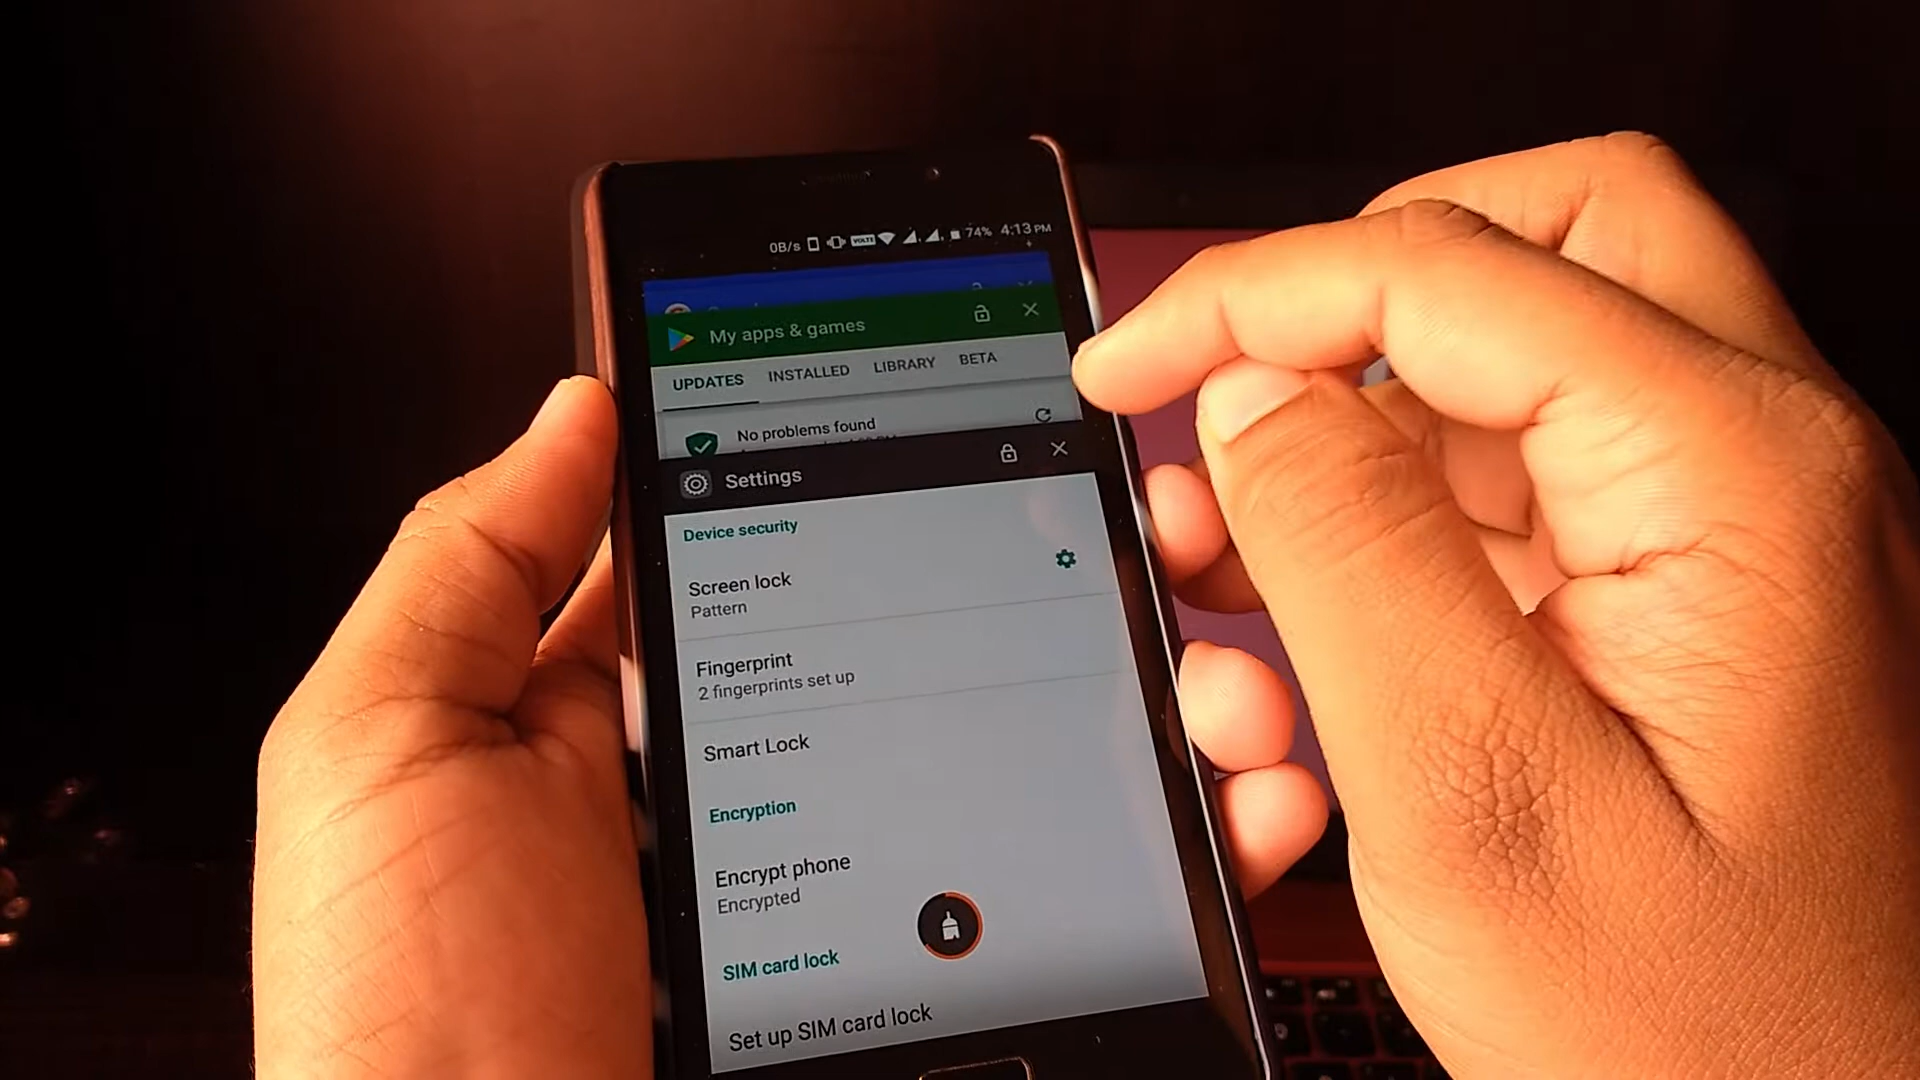 0B/s VOLTE 74% 4:13 PM
My apps & games
UPDATES INSTALLED LIBRARY BETA
No problems found
Settings
Device security
Screen lock
Pattern
Fingerprint
2 fingerprints set up
Smart Lock
Encryption
Encrypt phone
Encrypted
SIM card lock
Set up SIM card lock